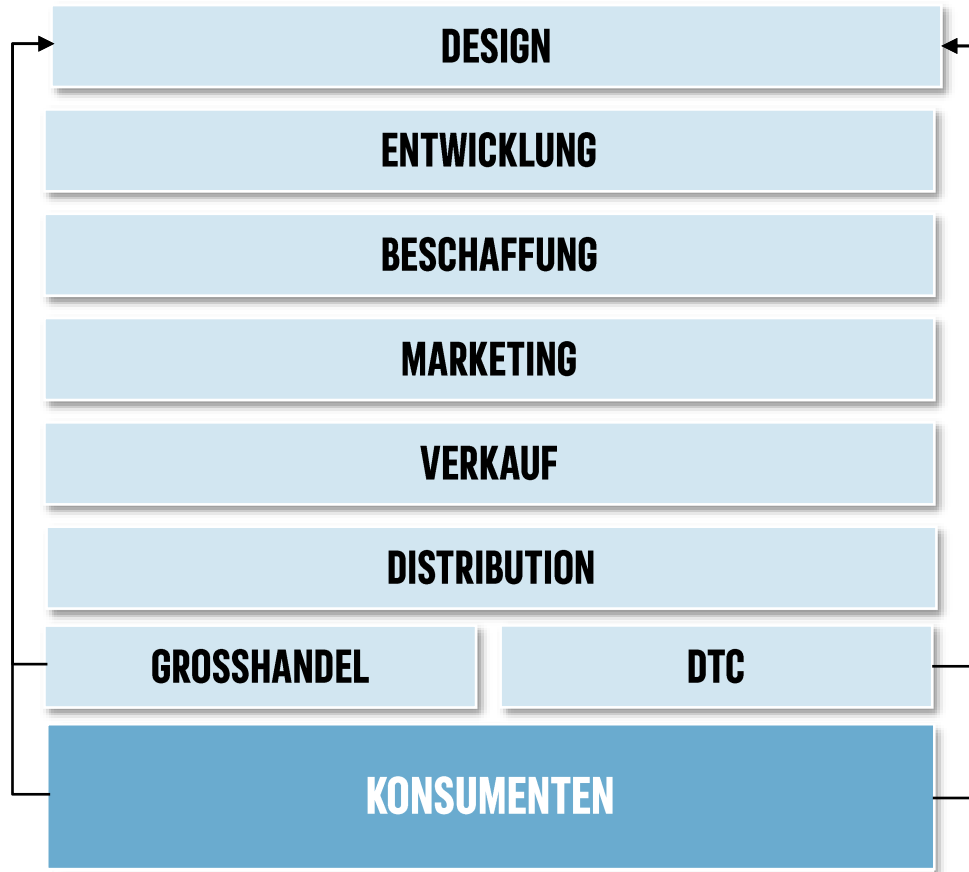 DESIGN
ENTWICKLUNG
BESCHAFFUNG
MARKETING
VERKAUF
DISTRIBUTION
GROSSHANDEL
DTC
KONSUMENTEN